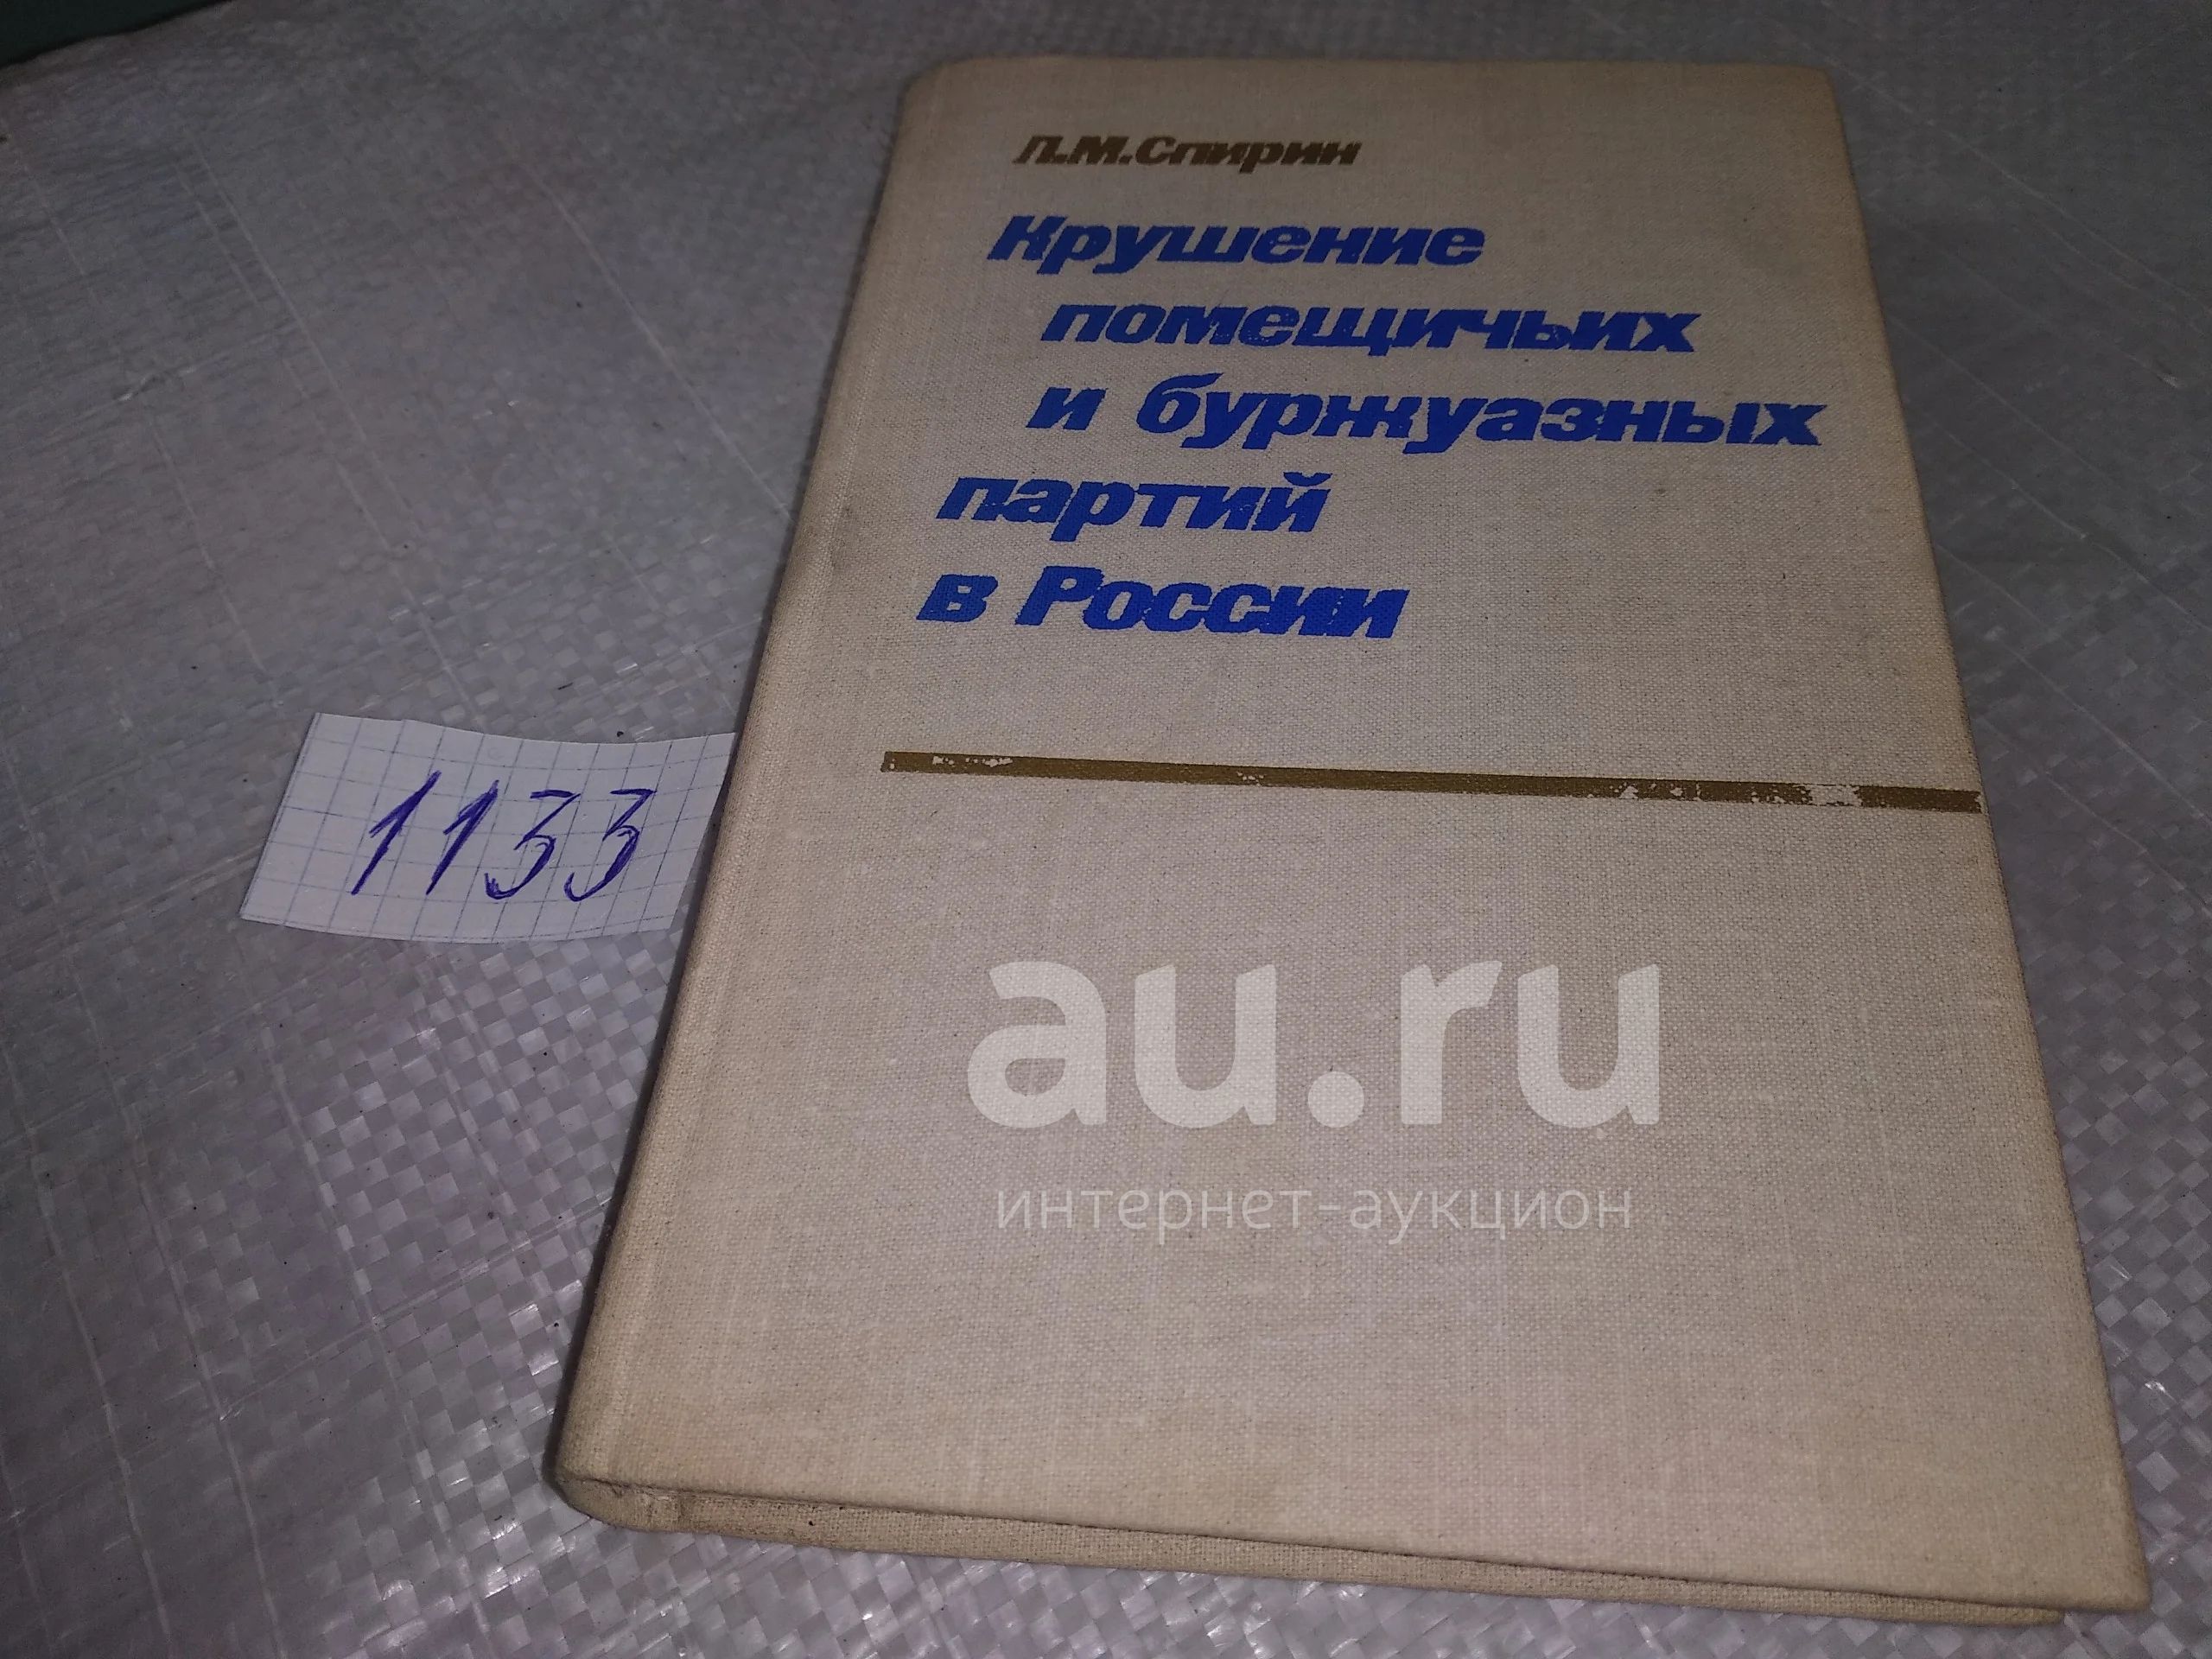 Л.М.Спирин
Крушение
помещичьих
и буржуазных
партий
в России
1133
au.ru
интернет-аукцион